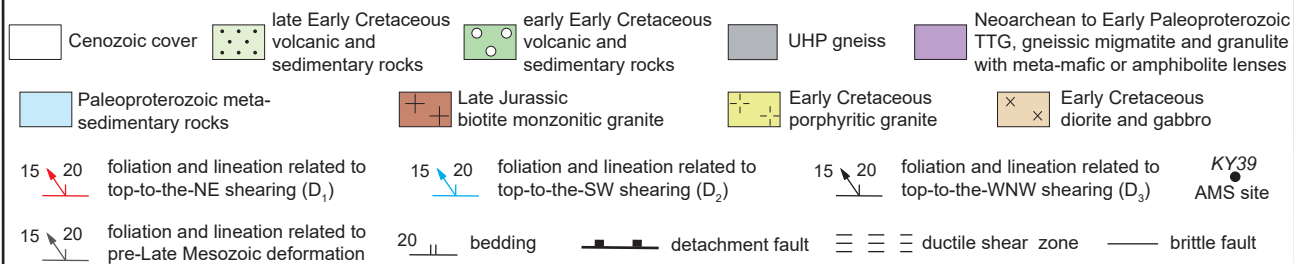 Cenozoic cover
late Early Cretaceous
volcanic and
sedimentary rocks
early Early Cretaceous
volcanic and
sedimentary rocks
UHP gneiss
Neoarchean to Early Paleoproterozoic
TTG, gneissic migmatite and granulite
with meta-mafic or amphibolite lenses
Paleoproterozoic meta-
sedimentary rocks
Late Jurassic
biotite monzonitic granite
Early Cretaceous
porphyritic granite
Early Cretaceous
diorite and gabbro
15 20
foliation and lineation related to
top-to-the-NE shearing (D₁)
15 20
foliation and lineation related to
top-to-the-SW shearing (D₂)
15 20
foliation and lineation related to
top-to-the-WNW shearing (D₃)
KY39
AMS site
15 20
foliation and lineation related to
pre-Late Mesozoic deformation
20
bedding
detachment fault
ductile shear zone
brittle fault